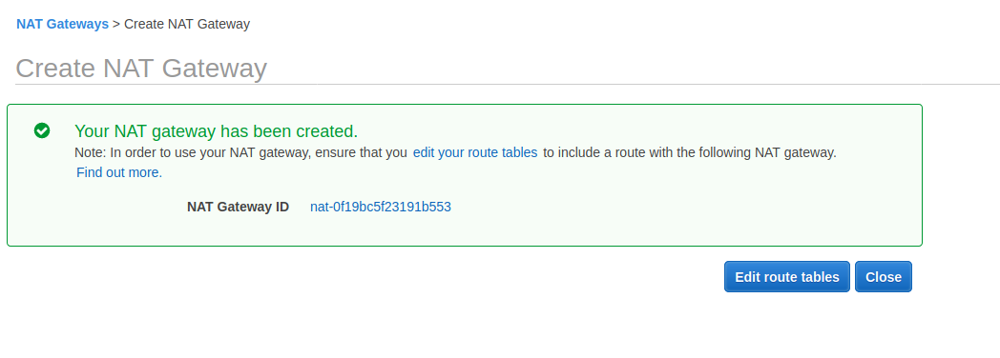 NAT Gateways > Create NAT Gateway
Create NAT Gateway
Your NAT gateway has been created.
Note: In order to use your NAT gateway, ensure that you edit your route tables to include a route with the following NAT gateway.
Find out more.
NAT Gateway ID nat-0f19bc5f23191b553
Edit route tables Close